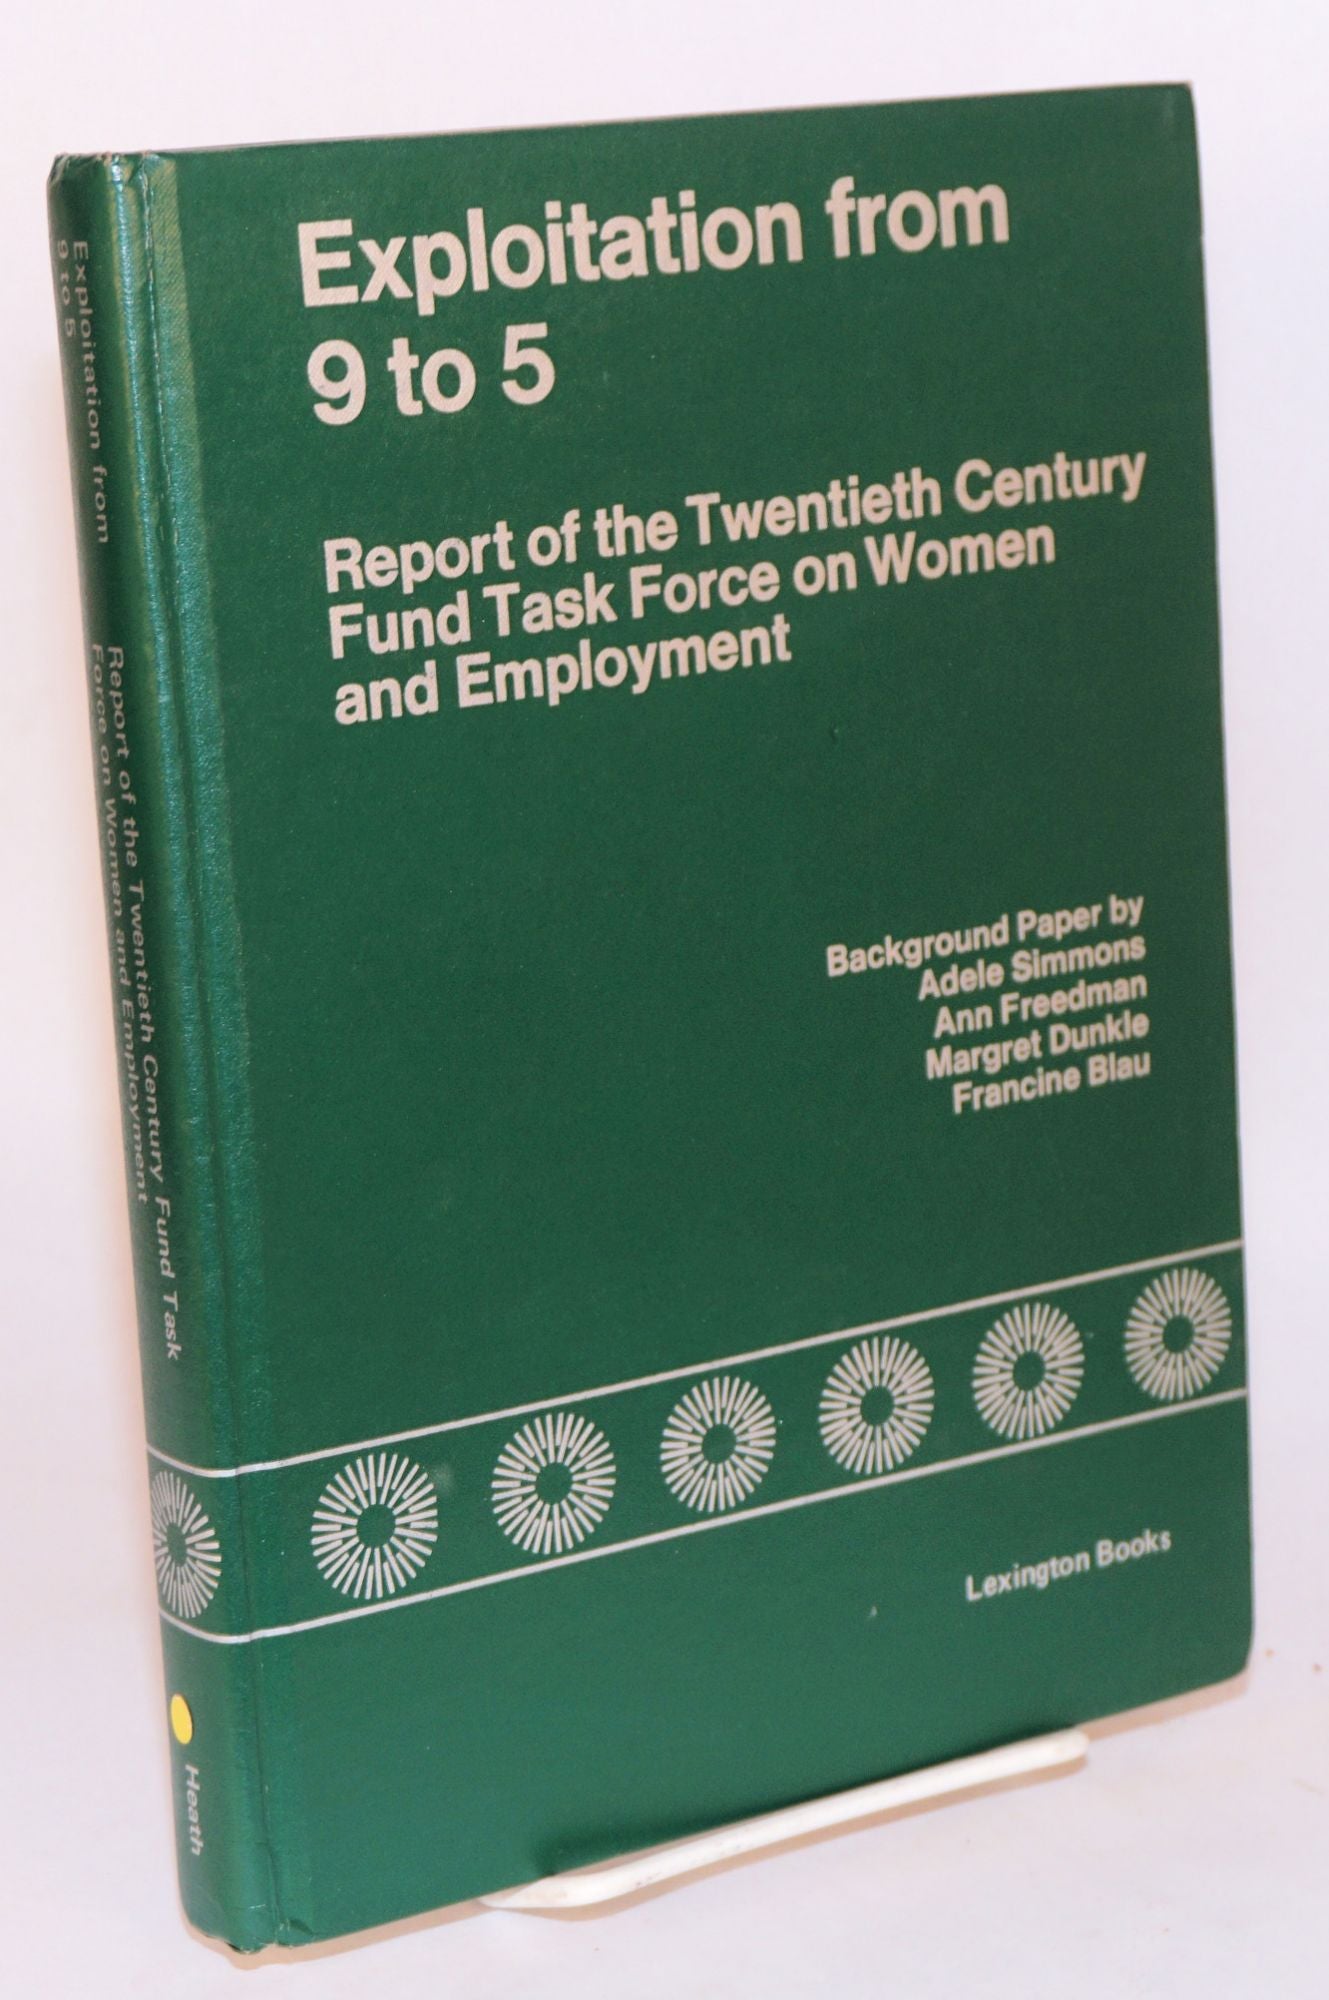 Exploitation from
9 to 5
Report of the Twentieth Century
Fund Task Force on Women
and Employment
Background Paper by
Adele Simmons
Ann Freedman
Margret Dunkle
Francine Blau
Lexington Books
Exploitation from
9 to 5
Report of the Twentieth Century Fund Task
Force on Women and Employment
Heath